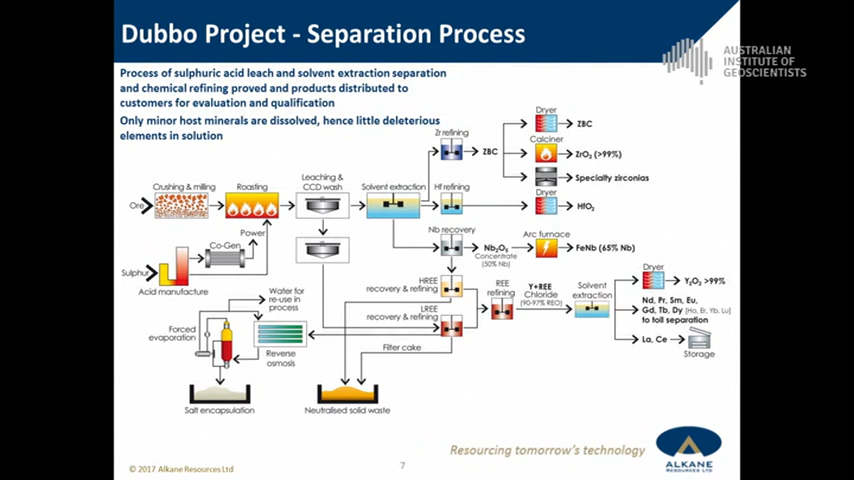 Dubbo Project - Separation Process
AUSTRALIAN
INSTITUTE OF
GEOSCIENTISTS
Process of sulphuric acid leach and solvent extraction separation
and chemical refining proved and products distributed to
customers for evaluation and qualification
Only minor host minerals are dissolved, hence little deleterious
elements in solution
Zr refining
ZBC
Dryer
ZBC
Calciner
ZrO₂ (>99%)
Specialty zirconias
Ore
Crushing & milling
Roasting
Leaching &
CCD wash
Solvent extraction
Hf refining
Dryer
HfO₂
Power
Co-Gen
Sulphur
Acid manufacture
Nb recovery
Nb₂O₅
Concentrate
(50% Nb)
Arc furnace
FeNb (65% Nb)
HREE
recovery & refining
LREE
recovery & refining
REE
refining
Y+REE
Chloride
(90-97% REO)
Solvent
extraction
Dryer
Y₂O₃ >99%
Nd, Pr, Sm, Eu,
Gd, Tb, Dy [Ho, Er, Yb, Lu]
to toll separation
La, Ce
Storage
Water for
re-use in
process
Forced
evaporation
Reverse
osmosis
Filter cake
Salt encapsulation
Neutralised solid waste
Resourcing tomorrow's technology
ALKANE
RESOURCES LTD
© 2017 Alkane Resources Ltd
7